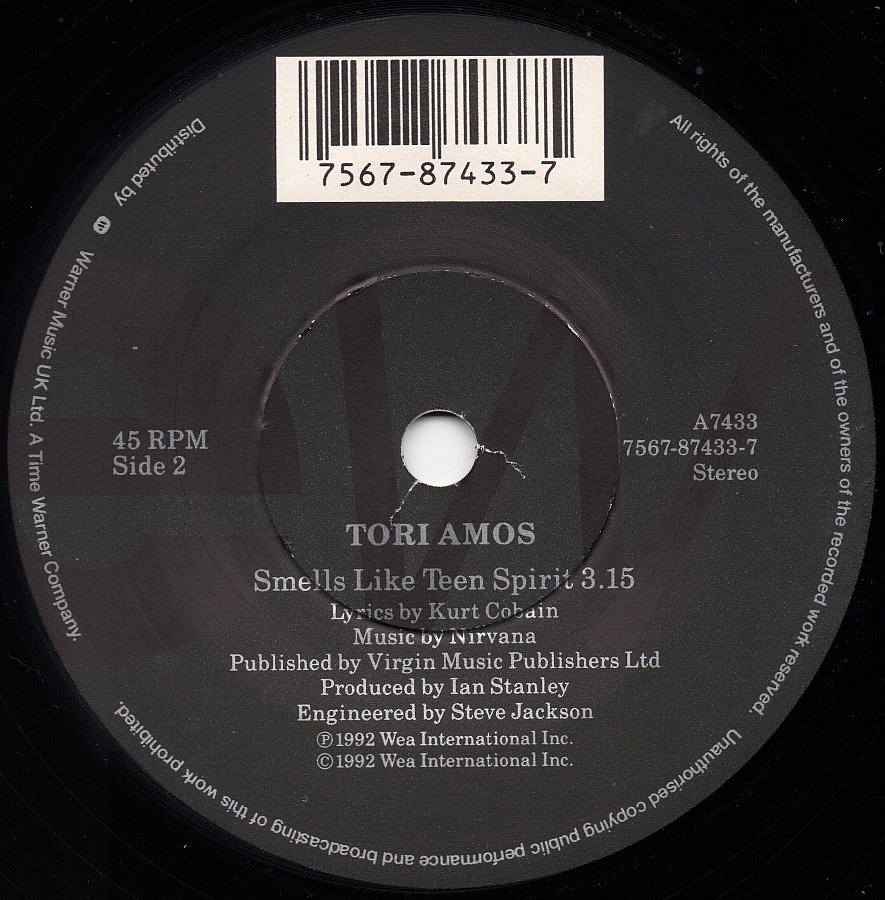 7567-87433-7
Distributed by W Warner Music UK Ltd. A Time Warner Company.
All rights of the manufacturers and of the owners of the recorded work reserved.
Unauthorised copying public performance and broadcasting of this work prohibited.
45 RPM
Side 2
A7433
7567-87433-7
Stereo
TORI AMOS
Smells Like Teen Spirit 3.15
Lyrics by Kurt Cobain
Music by Nirvana
Published by Virgin Music Publishers Ltd
Produced by Ian Stanley
Engineered by Steve Jackson
℗1992 Wea International Inc.
©1992 Wea International Inc.